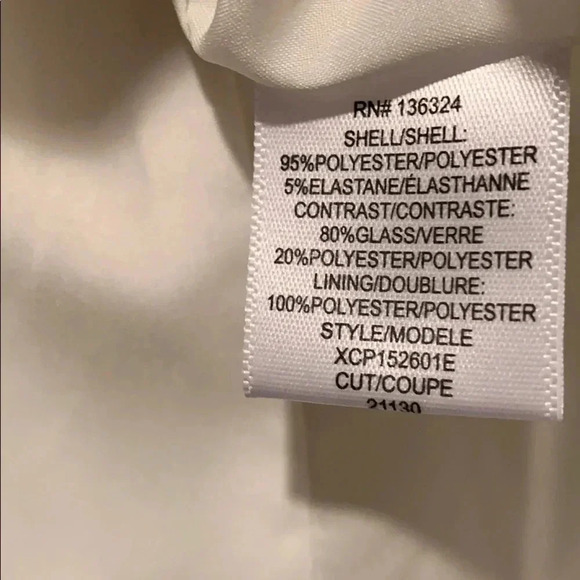 RN# 136324
SHELL/SHELL:
95%POLYESTER/POLYESTER
5%ELASTANE/ÉLASTHANNE
CONTRAST/CONTRASTE:
80%GLASS/VERRE
20%POLYESTER/POLYESTER
LINING/DOUBLURE:
100%POLYESTER/POLYESTER
STYLE/MODELE
XCP152601E
CUT/COUPE
21130